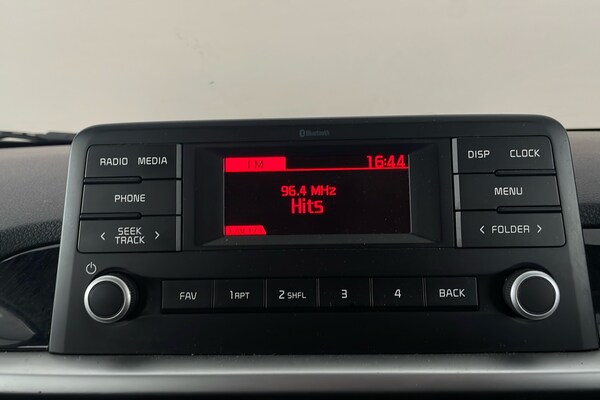 Bluetooth
RADIO MEDIA
PHONE
SEEK
TRACK
FM 16:44
96.4 MHz
Hits
DISP CLOCK
MENU
FOLDER
FAV 1 RPT 2 SHFL 3 4 BACK